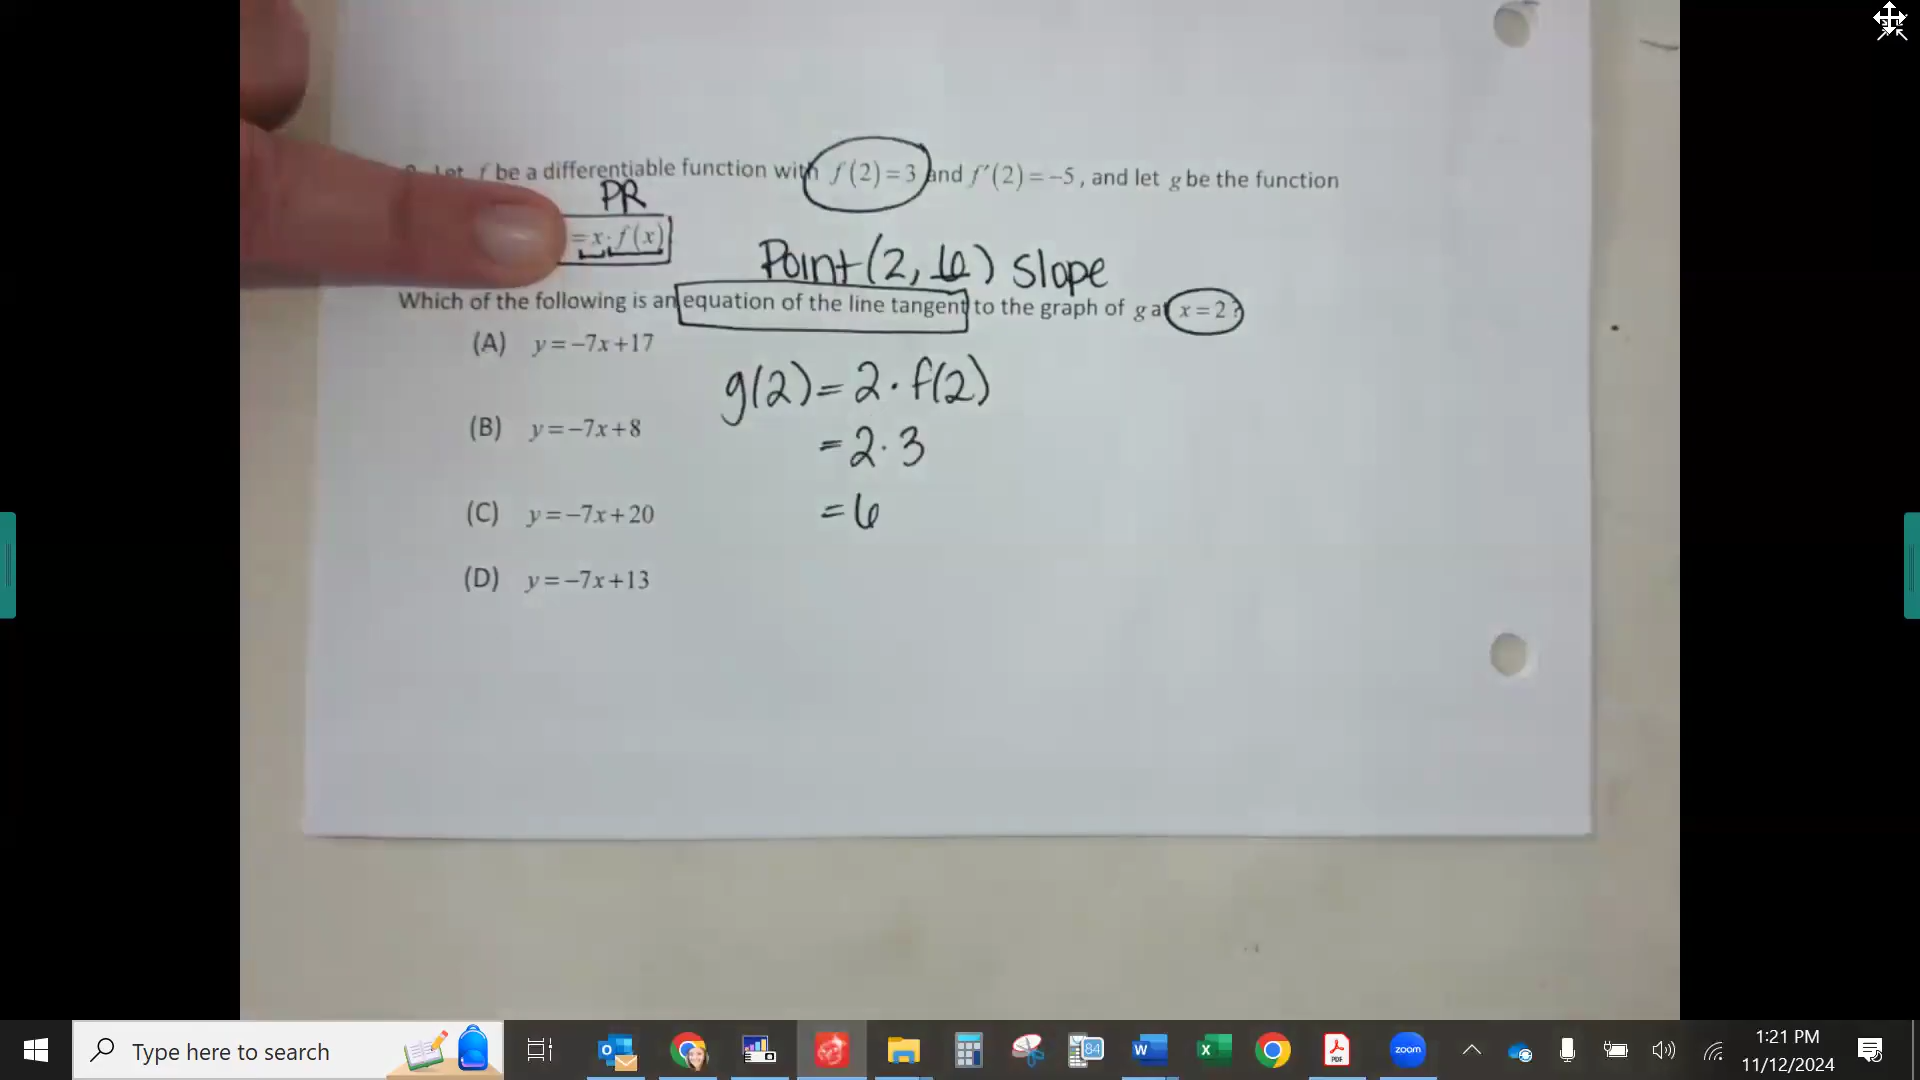 f be a differentiable function with f(2)=3 and f′(2)=−5, and let g be the function
PR
=x·f(x)
Point (2, 6) Slope
Which of the following is an equation of the line tangent to the graph of g at x=2?
(A) y=−7x+17
g(2)=2·f(2)
(B) y=−7x+8
=2·3
(C) y=−7x+20
=6
(D) y=−7x+13
Type here to search
84
zoom
1:21 PM
11/12/2024